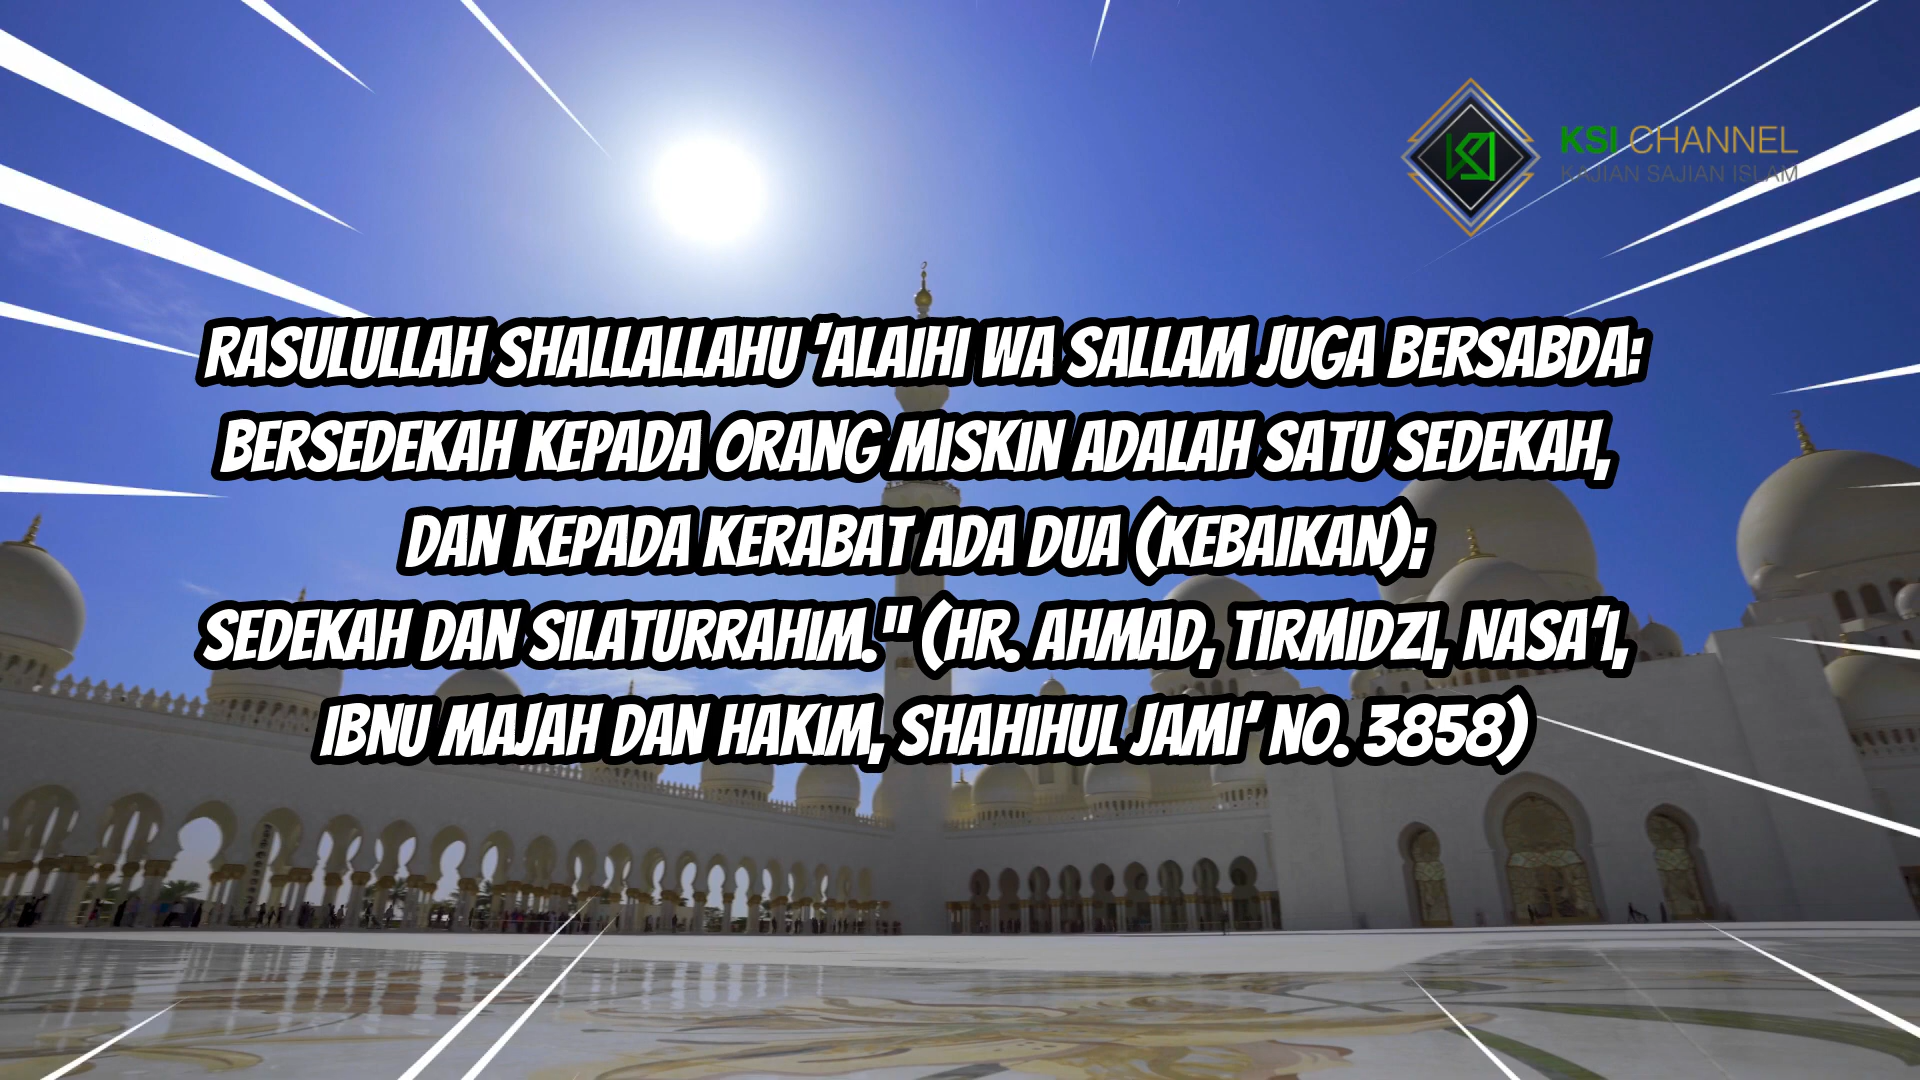 KSI CHANNEL
KAJIAN SAJIAN ISLAM
RASULULLAH SHALLALLAHU 'ALAIHI WA SALLAM JUGA BERSABDA:
BERSEDEKAH KEPADA ORANG MISKIN ADALAH SATU SEDEKAH,
DAN KEPADA KERABAT ADA DUA (KEBAIKAN);
SEDEKAH DAN SILATURRAHIM." (HR. AHMAD, TIRMIDZI, NASA‘I,
IBNU MAJAH DAN HAKIM, SHAHIHUL JAMI’ NO. 3858)